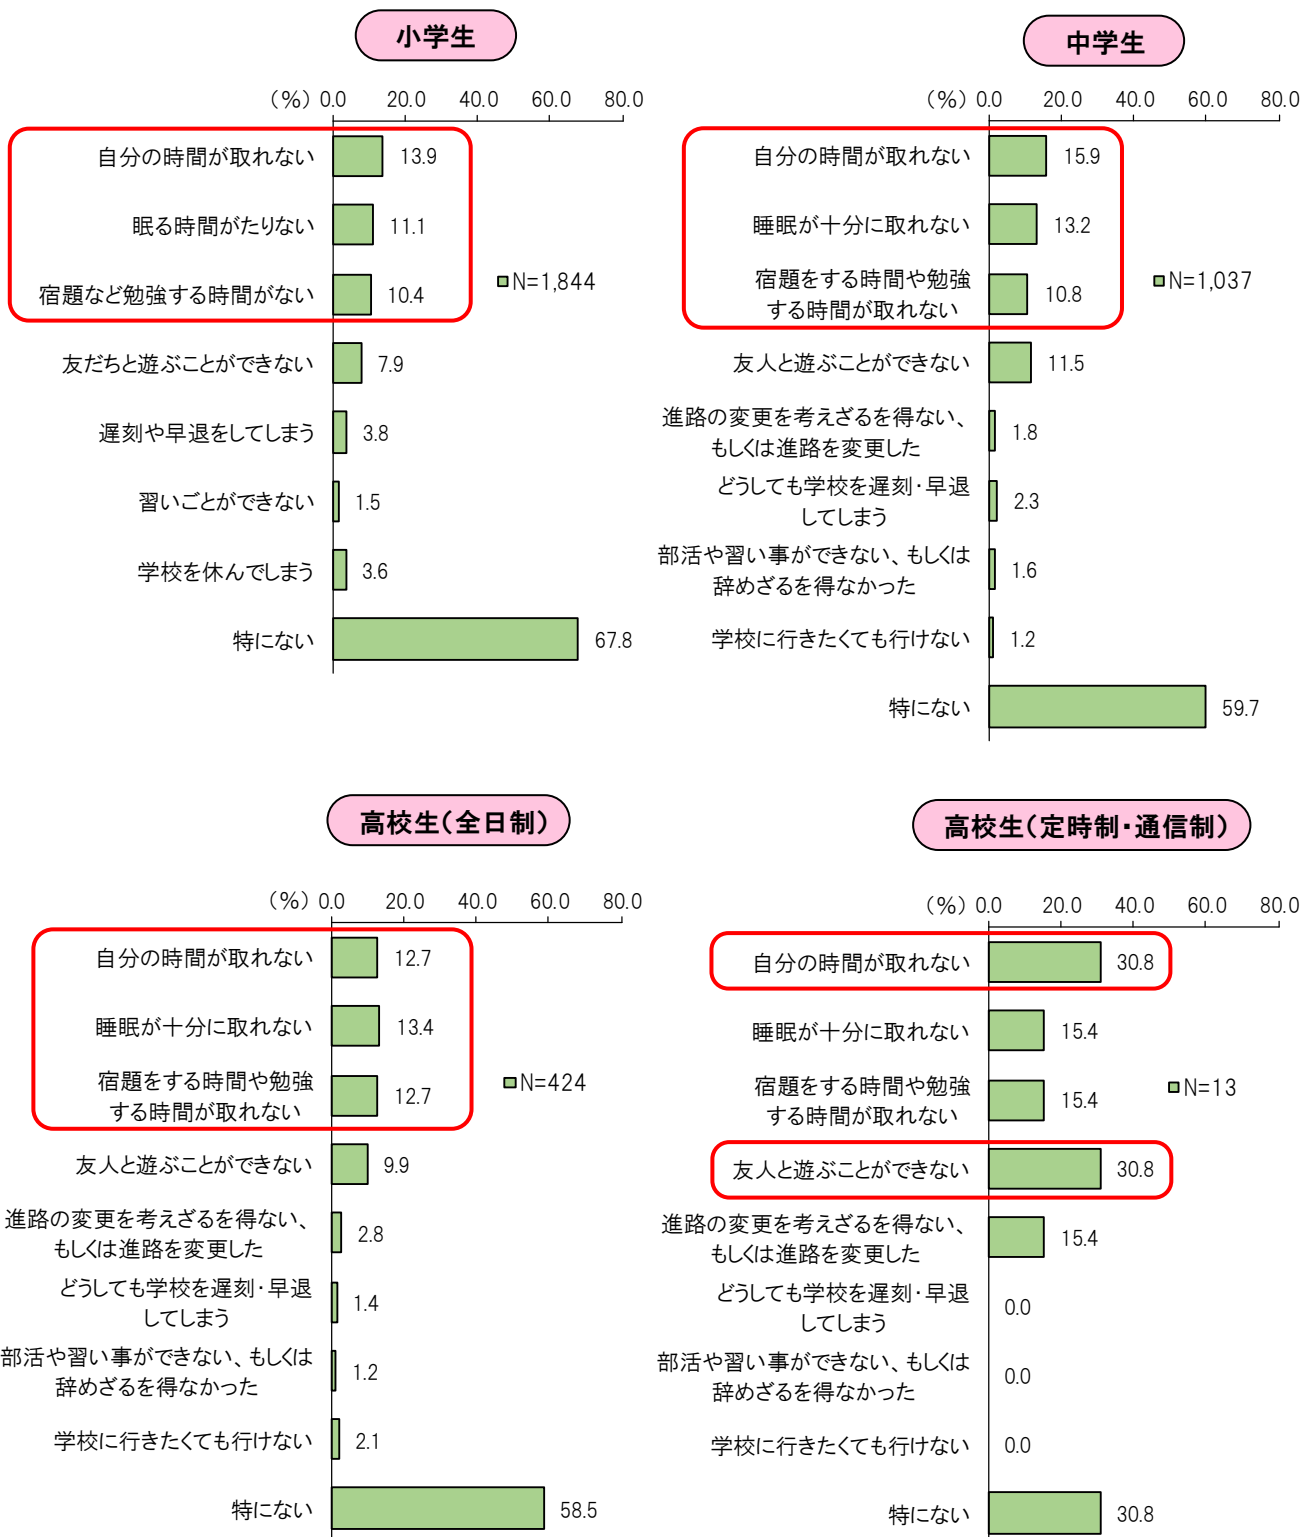 小学生
(%) 0.0 20.0 40.0 60.0 80.0
自分の時間が取れない 13.9
眠る時間がたりない 11.1
宿題など勉強する時間がない 10.4
N=1,844
友だちと遊ぶことができない 7.9
遅刻や早退をしてしまう 3.8
習いごとができない 1.5
学校を休んでしまう 3.6
特にない 67.8
中学生
(%) 0.0 20.0 40.0 60.0 80.0
自分の時間が取れない 15.9
睡眠が十分に取れない 13.2
宿題をする時間や勉強
する時間が取れない 10.8
N=1,037
友人と遊ぶことができない 11.5
進路の変更を考えざるを得ない、
もしくは進路を変更した 1.8
どうしても学校を遅刻・早退
してしまう 2.3
部活や習い事ができない、もしくは
辞めざるを得なかった 1.6
学校に行きたくても行けない 1.2
特にない 59.7
高校生(全日制)
(%) 0.0 20.0 40.0 60.0 80.0
自分の時間が取れない 12.7
睡眠が十分に取れない 13.4
宿題をする時間や勉強
する時間が取れない 12.7
N=424
友人と遊ぶことができない 9.9
進路の変更を考えざるを得ない、
もしくは進路を変更した 2.8
どうしても学校を遅刻・早退
してしまう 1.4
部活や習い事ができない、もしくは
辞めざるを得なかった 1.2
学校に行きたくても行けない 2.1
特にない 58.5
高校生(定時制・通信制)
(%) 0.0 20.0 40.0 60.0 80.0
自分の時間が取れない 30.8
睡眠が十分に取れない 15.4
宿題をする時間や勉強
する時間が取れない 15.4
N=13
友人と遊ぶことができない 30.8
進路の変更を考えざるを得ない、
もしくは進路を変更した 15.4
どうしても学校を遅刻・早退
してしまう 0.0
部活や習い事ができない、もしくは
辞めざるを得なかった 0.0
学校に行きたくても行けない 0.0
特にない 30.8